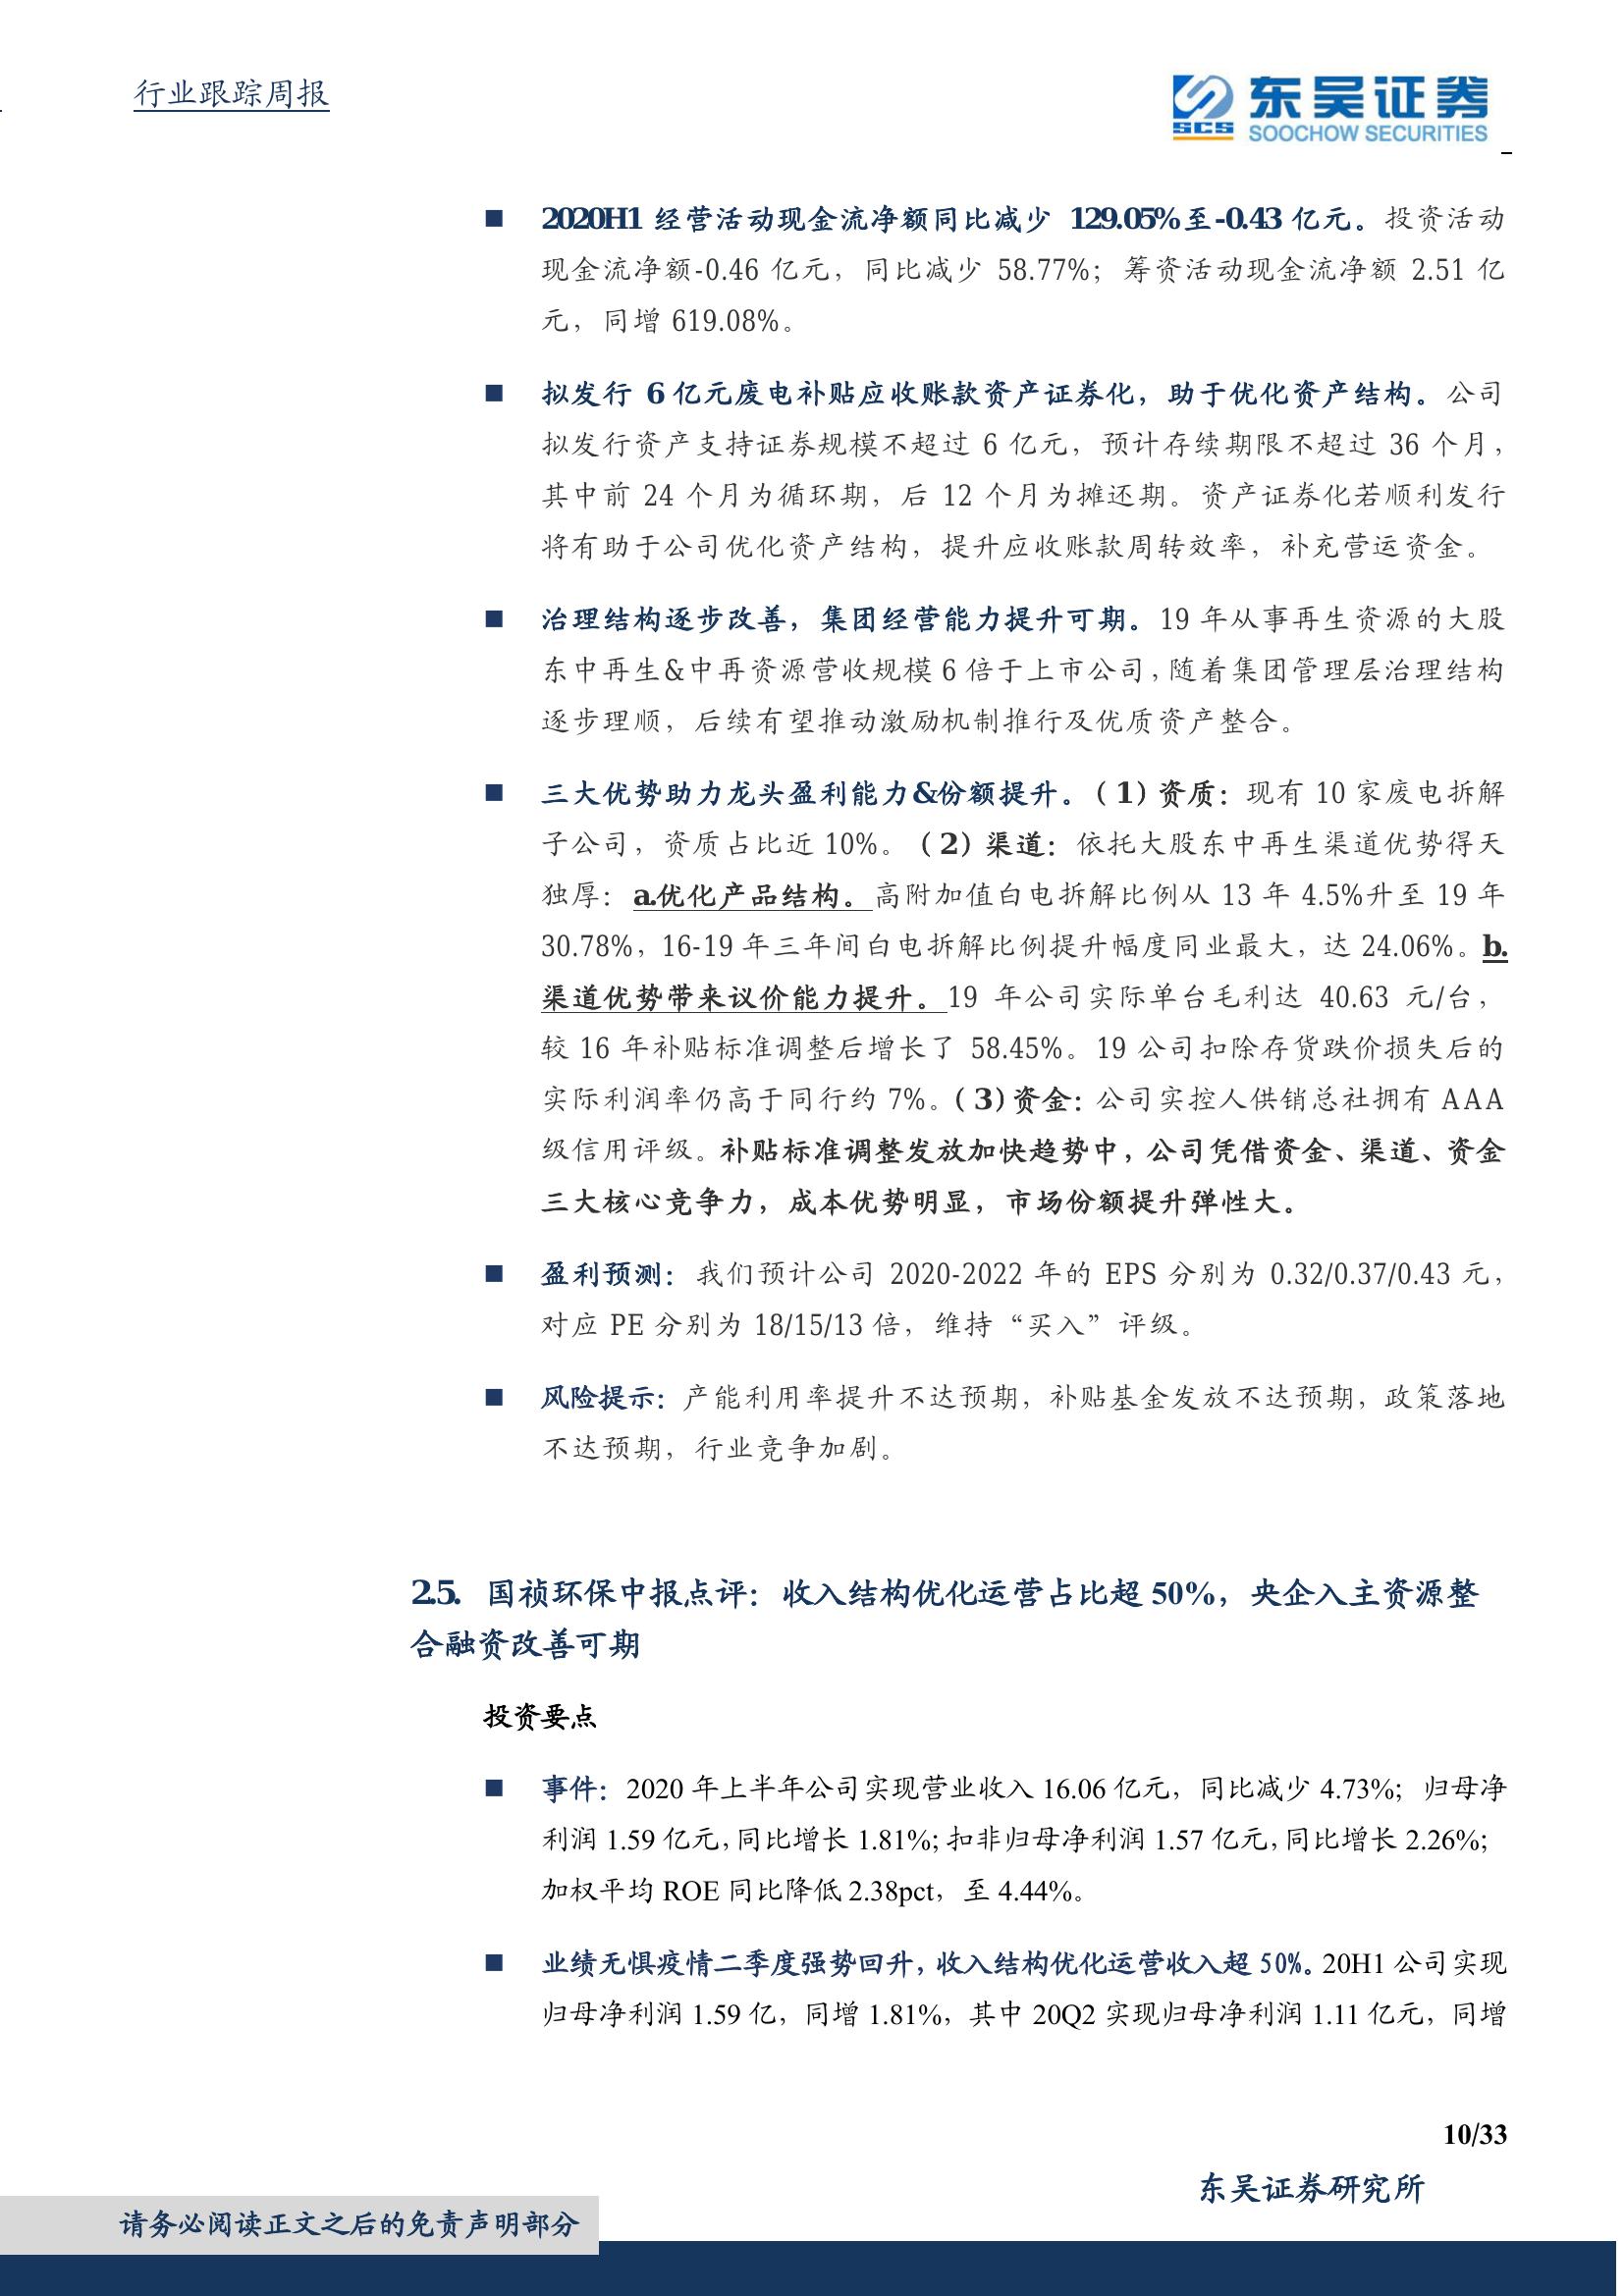 行业跟踪周报
SCS 东吴证券
SOOCHOW SECURITIES
■ 2020H1 经营活动现金流净额同比减少 129.05%至-0.43 亿元。投资活动
现金流净额-0.46 亿元，同比减少 58.77%；筹资活动现金流净额 2.51 亿
元，同增 619.08%。
■ 拟发行 6 亿元废电补贴应收账款资产证券化，助于优化资产结构。公司
拟发行资产支持证券规模不超过 6 亿元，预计存续期限不超过 36 个月，
其中前 24 个月为循环期，后 12 个月为摊还期。资产证券化若顺利发行
将有助于公司优化资产结构，提升应收账款周转效率，补充营运资金。
■ 治理结构逐步改善，集团经营能力提升可期。19 年从事再生资源的大股
东中再生&中再资源营收规模 6 倍于上市公司，随着集团管理层治理结构
逐步理顺，后续有望推动激励机制推行及优质资产整合。
■ 三大优势助力龙头盈利能力&份额提升。（1）资质：现有 10 家废电拆解
子公司，资质占比近 10%。（2）渠道：依托大股东中再生渠道优势得天
独厚：a.优化产品结构。高附加值白电拆解比例从 13 年 4.5%升至 19 年
30.78%，16-19 年三年间白电拆解比例提升幅度同业最大，达 24.06%。b.
渠道优势带来议价能力提升。19 年公司实际单台毛利达 40.63 元/台，
较 16 年补贴标准调整后增长了 58.45%。19 公司扣除存货跌价损失后的
实际利润率仍高于同行约 7%。（3）资金：公司实控人供销总社拥有 AAA
级信用评级。补贴标准调整发放加快趋势中，公司凭借资金、渠道、资金
三大核心竞争力，成本优势明显，市场份额提升弹性大。
■ 盈利预测：我们预计公司 2020-2022 年的 EPS 分别为 0.32/0.37/0.43 元，
对应 PE 分别为 18/15/13 倍，维持“买入”评级。
■ 风险提示：产能利用率提升不达预期，补贴基金发放不达预期，政策落地
不达预期，行业竞争加剧。
2.5. 国祯环保中报点评：收入结构优化运营占比超 50%，央企入主资源整
合融资改善可期
投资要点
■ 事件：2020 年上半年公司实现营业收入 16.06 亿元，同比减少 4.73%；归母净
利润 1.59 亿元，同比增长 1.81%；扣非归母净利润 1.57 亿元，同比增长 2.26%；
加权平均 ROE 同比降低 2.38pct，至 4.44%。
■ 业绩无惧疫情二季度强势回升，收入结构优化运营收入超 50%。20H1 公司实现
归母净利润 1.59 亿，同增 1.81%，其中 20Q2 实现归母净利润 1.11 亿元，同增
10/33
东吴证券研究所
请务必阅读正文之后的免责声明部分